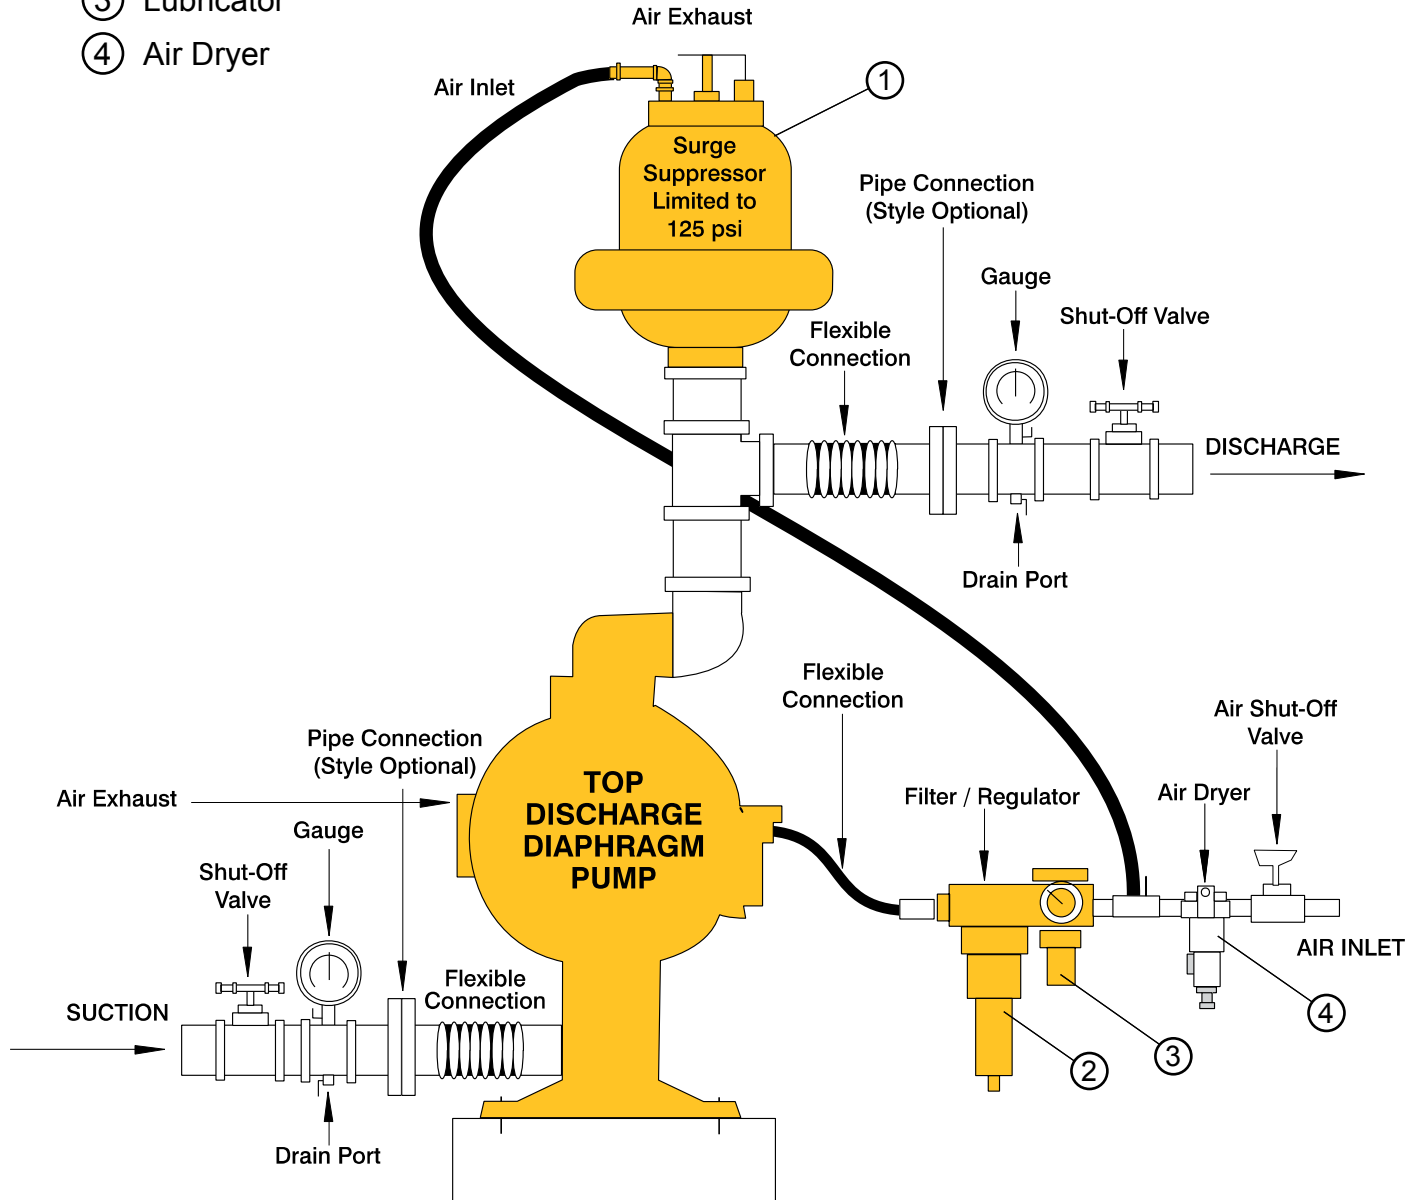 ③ Lubricator
④ Air Dryer
Air Exhaust
Air Inlet
①
Surge
Suppressor
Limited to
125 psi
Pipe Connection
(Style Optional)
Gauge
Shut-Off Valve
Flexible
Connection
DISCHARGE
Drain Port
Flexible
Connection
Air Shut-Off
Valve
Pipe Connection
(Style Optional)
Air Exhaust
TOP
DISCHARGE
DIAPHRAGM
PUMP
Filter / Regulator
Air Dryer
Gauge
Shut-Off
Valve
AIR INLET
Flexible
Connection
SUCTION
④
③
②
Drain Port